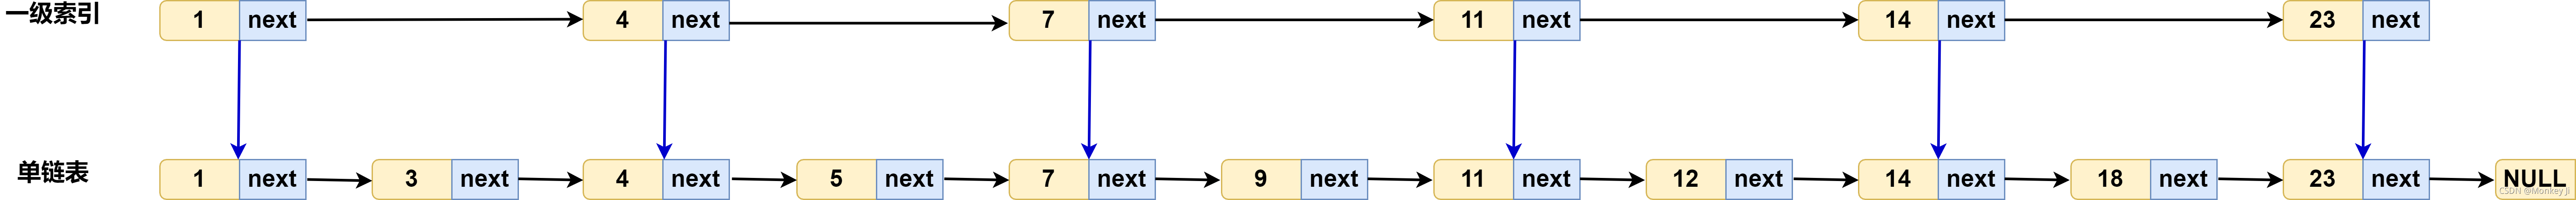 一级索引 1 next 4 next 7 next 11 next 14 next 23 next
单链表 1 next 3 next 4 next 5 next 7 next 9 next 11 next 12 next 14 next 18 next 23 next NULL
CSDN @Monkey Ji